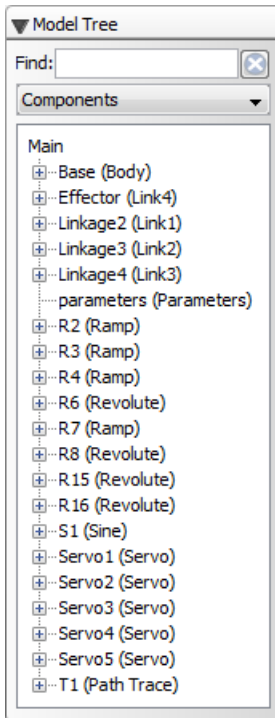 Model Tree
Find:
Components
Main
Base (Body)
Effector (Link4)
Linkage2 (Link1)
Linkage3 (Link2)
Linkage4 (Link3)
parameters (Parameters)
R2 (Ramp)
R3 (Ramp)
R4 (Ramp)
R6 (Revolute)
R7 (Ramp)
R8 (Revolute)
R15 (Revolute)
R16 (Revolute)
S1 (Sine)
Servo1 (Servo)
Servo2 (Servo)
Servo3 (Servo)
Servo4 (Servo)
Servo5 (Servo)
T1 (Path Trace)